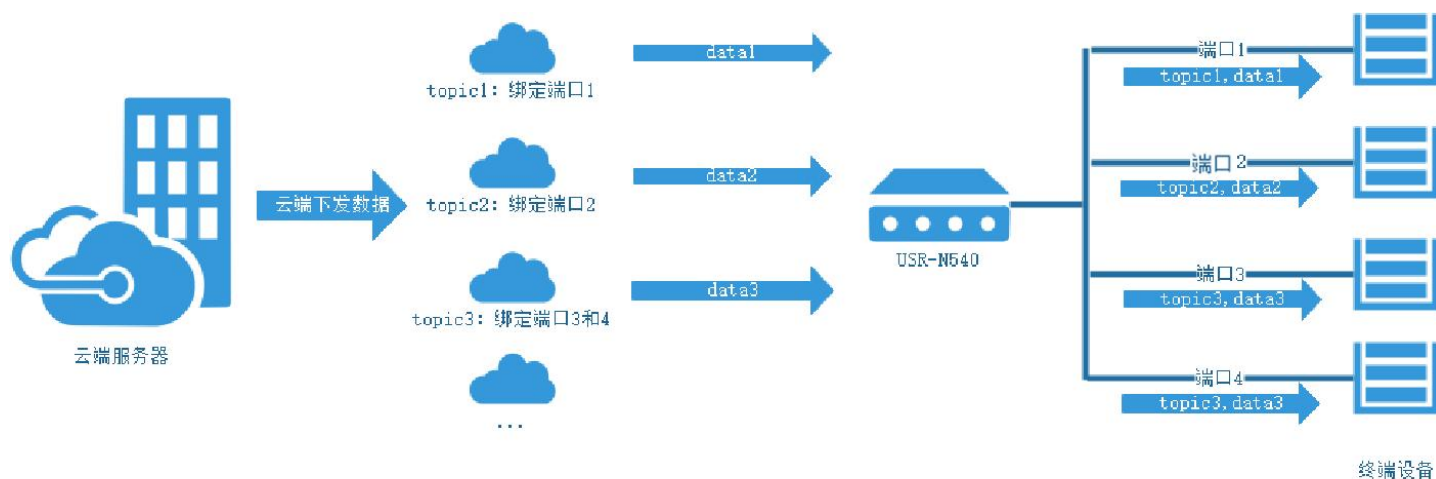 云端服务器
云端下发数据
topic1: 绑定端口1
topic2: 绑定端口2
topic3: 绑定端口3和4
...
data1
data2
data3
USR-N540
端口1
topic1,data1
端口2
topic2,data2
端口3
topic3,data3
端口4
topic3,data3
终端设备